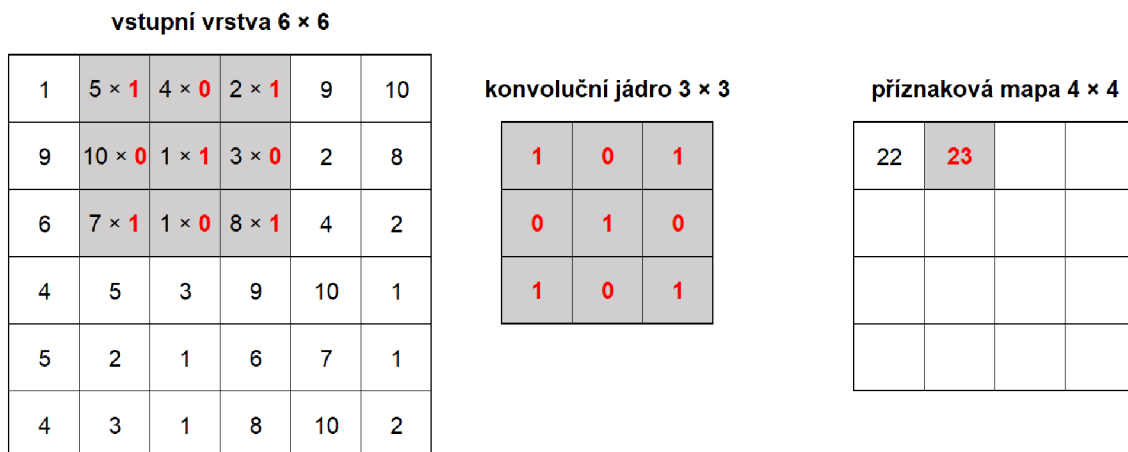 vstupní vrstva 6 × 6
1 5 × 1 4 × 0 2 × 1 9 10
9 10 × 0 1 × 1 3 × 0 2 8
6 7 × 1 1 × 0 8 × 1 4 2
4 5 3 9 10 1
5 2 1 6 7 1
4 3 1 8 10 2
konvoluční jádro 3 × 3
1 0 1
0 1 0
1 0 1
příznaková mapa 4 × 4
22 23